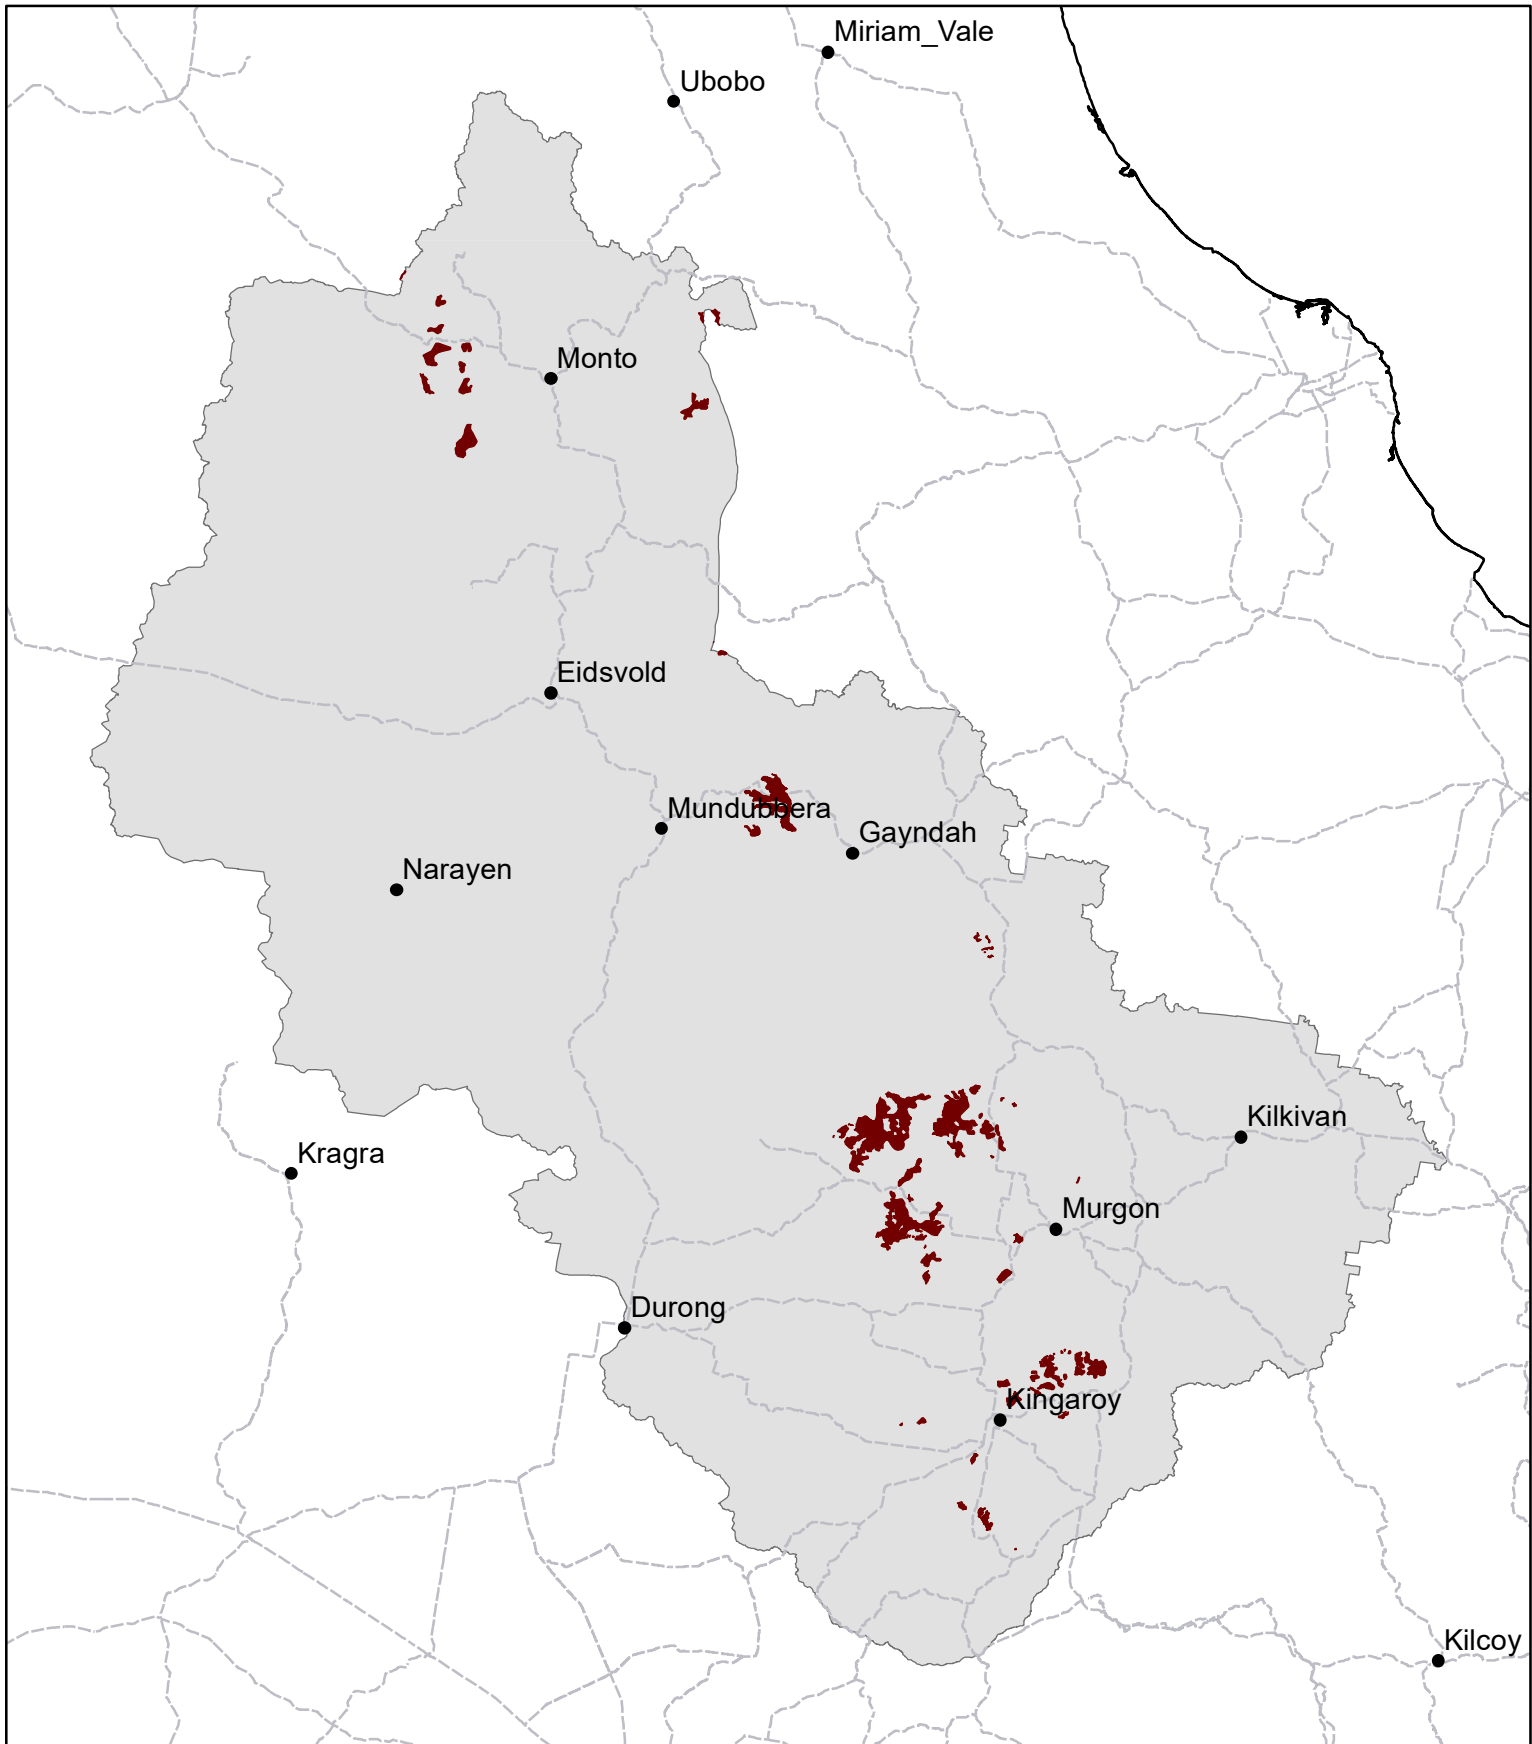 Miriam_Vale
Ubobo
Monto
Eidsvold
Mundubbera
Gayndah
Narayen
Kilkivan
Kragra
Murgon
Durong
Kingaroy
Kilcoy